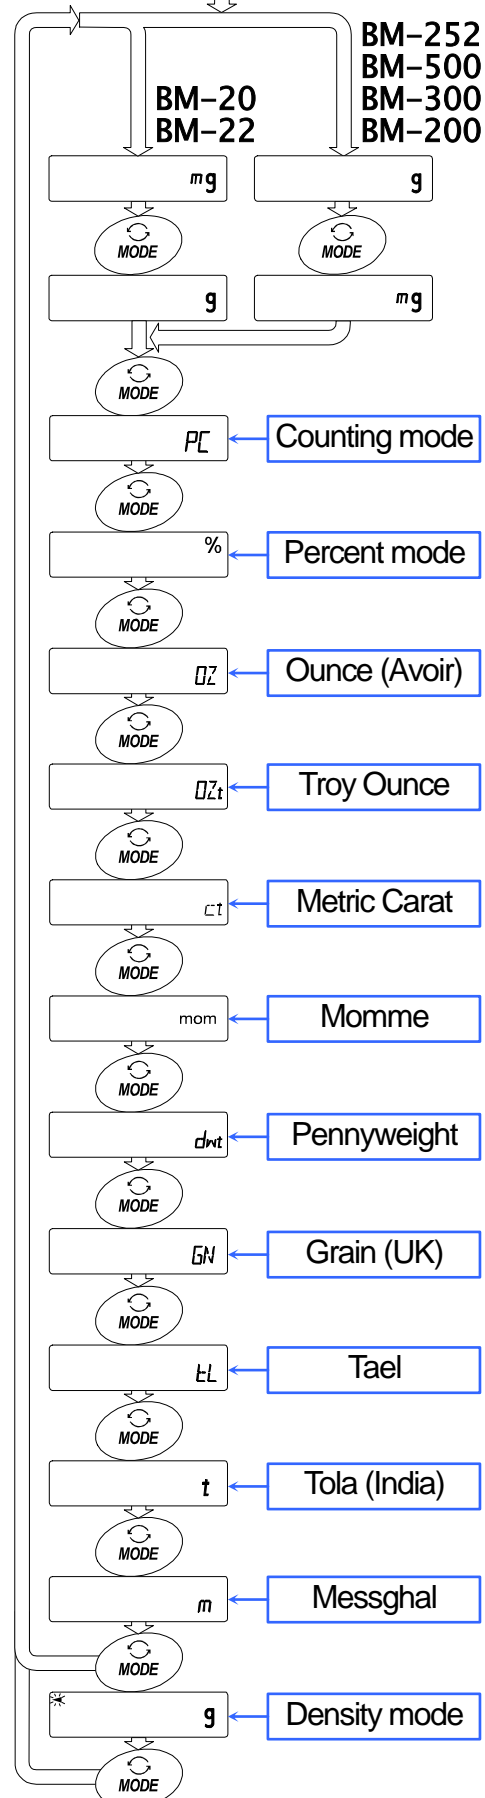 BM-252
BM-500
BM-20 BM-300
BM-22 BM-200
mg g
MODE MODE
g mg
MODE
PC Counting mode
MODE
% Percent mode
MODE
OZ Ounce (Avoir)
MODE
OZt Troy Ounce
MODE
ct Metric Carat
MODE
mom Momme
MODE
dwt Pennyweight
MODE
GN Grain (UK)
MODE
tL Tael
MODE
t Tola (India)
MODE
m Messghal
MODE
g Density mode
MODE